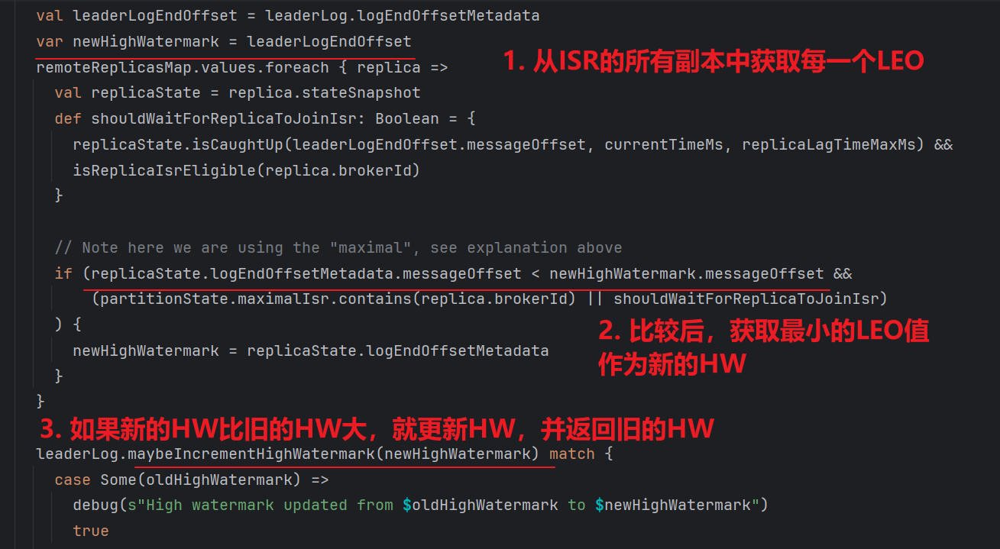 val leaderLogEndOffset = leaderLog.logEndOffsetMetadata
var newHighWatermark = leaderLogEndOffset
1. 从ISR的所有副本中获取每一个LEO
remoteReplicasMap.values.foreach { replica =>
val replicaState = replica.stateSnapshot
def shouldWaitForReplicaToJoinIsr: Boolean = {
replicaState.isCaughtUp(leaderLogEndOffset.messageOffset, currentTimeMs, replicaLagTimeMaxMs) &&
isReplicaIsrEligible(replica.brokerId)
}
// Note here we are using the "maximal", see explanation above
if (replicaState.logEndOffsetMetadata.messageOffset < newHighWatermark.messageOffset &&
(partitionState.maximalIsr.contains(replica.brokerId) || shouldWaitForReplicaToJoinIsr)
) {
2. 比较后，获取最小的LEO值
作为新的HW
newHighWatermark = replicaState.logEndOffsetMetadata
}
}
3. 如果新的HW比旧的HW大，就更新HW，并返回旧的HW
leaderLog.maybeIncrementHighWatermark(newHighWatermark) match {
case Some(oldHighWatermark) =>
debug(s"High watermark updated from $oldHighWatermark to $newHighWatermark")
true